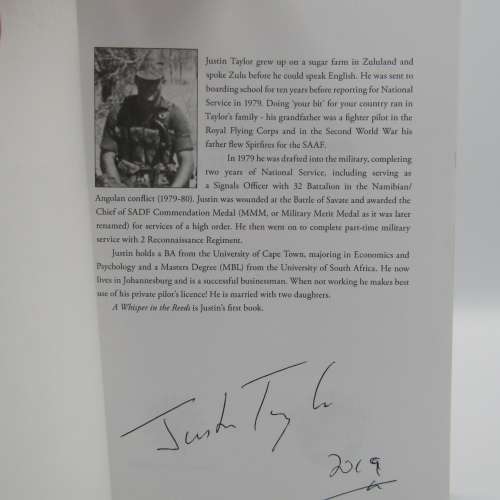 Justin Taylor grew up on a sugar farm in Zululand and
spoke Zulu before he could speak English. He was sent to
boarding school for ten years before reporting for National
Service in 1979. Doing 'your bit' for your country ran in
Taylor's family - his grandfather was a fighter pilot in the
Royal Flying Corps and in the Second World War his
father flew Spitfires for the SAAF.
In 1979 he was drafted into the military, completing
two years of National Service, including serving as
a Signals Officer with 32 Battalion in the Namibian/
Angolan conflict (1979-80). Justin was wounded at the Battle of Savate and awarded the
Chief of SADF Commendation Medal (MMM, or Military Merit Medal as it was later
renamed) for services of a high order. He then went on to complete part-time military
service with 2 Reconnaissance Regiment.
Justin holds a BA from the University of Cape Town, majoring in Economics and
Psychology and a Masters Degree (MBL) from the University of South Africa. He now
lives in Johannesburg and is a successful businessman. When not working he makes best
use of his private pilot's licence! He is married with two daughters.
A Whisper in the Reeds is Justin's first book.
Justin Taylor
2019